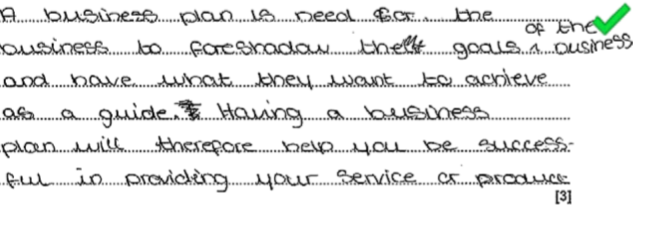 A business plan is need for. the
business to foreshadow the goals of the business
and have what they want to achieve
as a guide. Having a business
plan will therefore help you be success-
ful in providing your service or product
[3]